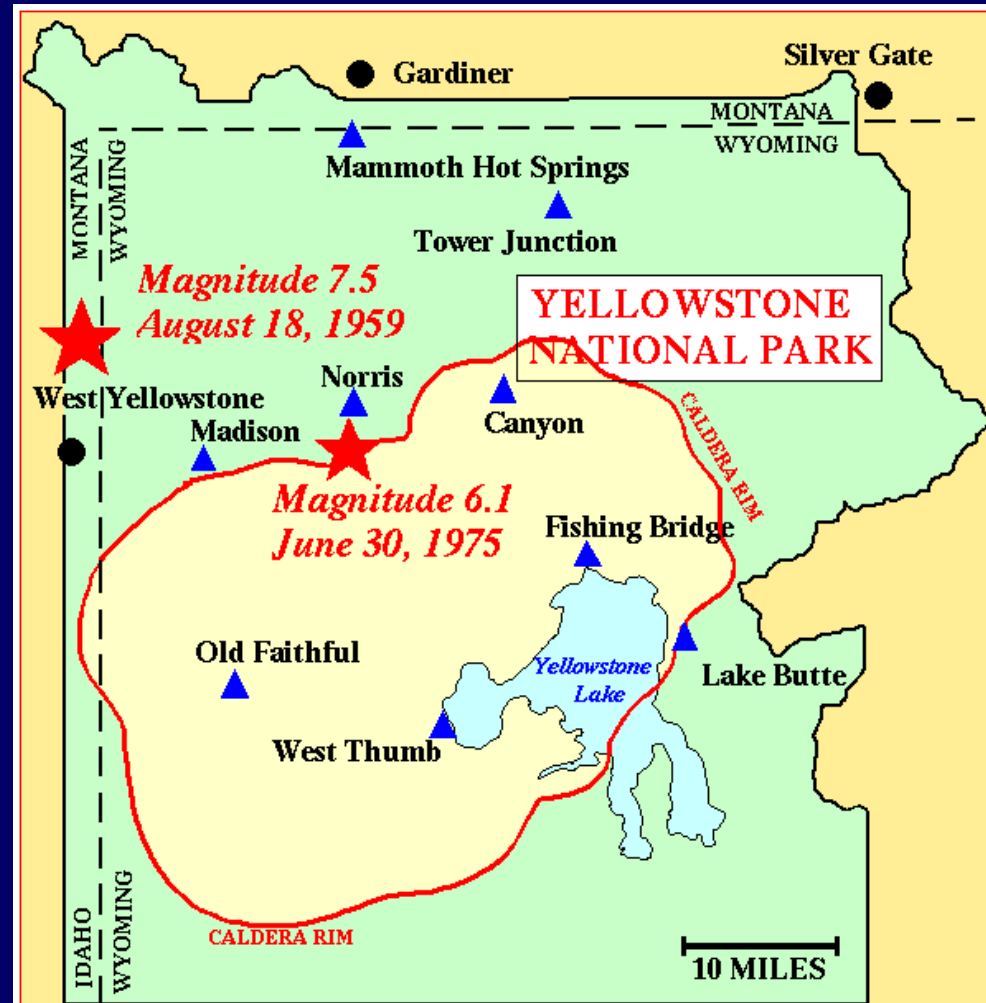 Silver Gate
Gardiner
MONTANA
WYOMING
MONTANA
WYOMING
Mammoth Hot Springs
Tower Junction
Magnitude 7.5
August 18, 1959
YELLOWSTONE
NATIONAL PARK
Norris
West Yellowstone
Canyon
CALDERA RIM
Madison
Magnitude 6.1
June 30, 1975
Fishing Bridge
Old Faithful
Yellowstone
Lake
Lake Butte
West Thumb
IDAHO
WYOMING
CALDERA RIM
10 MILES